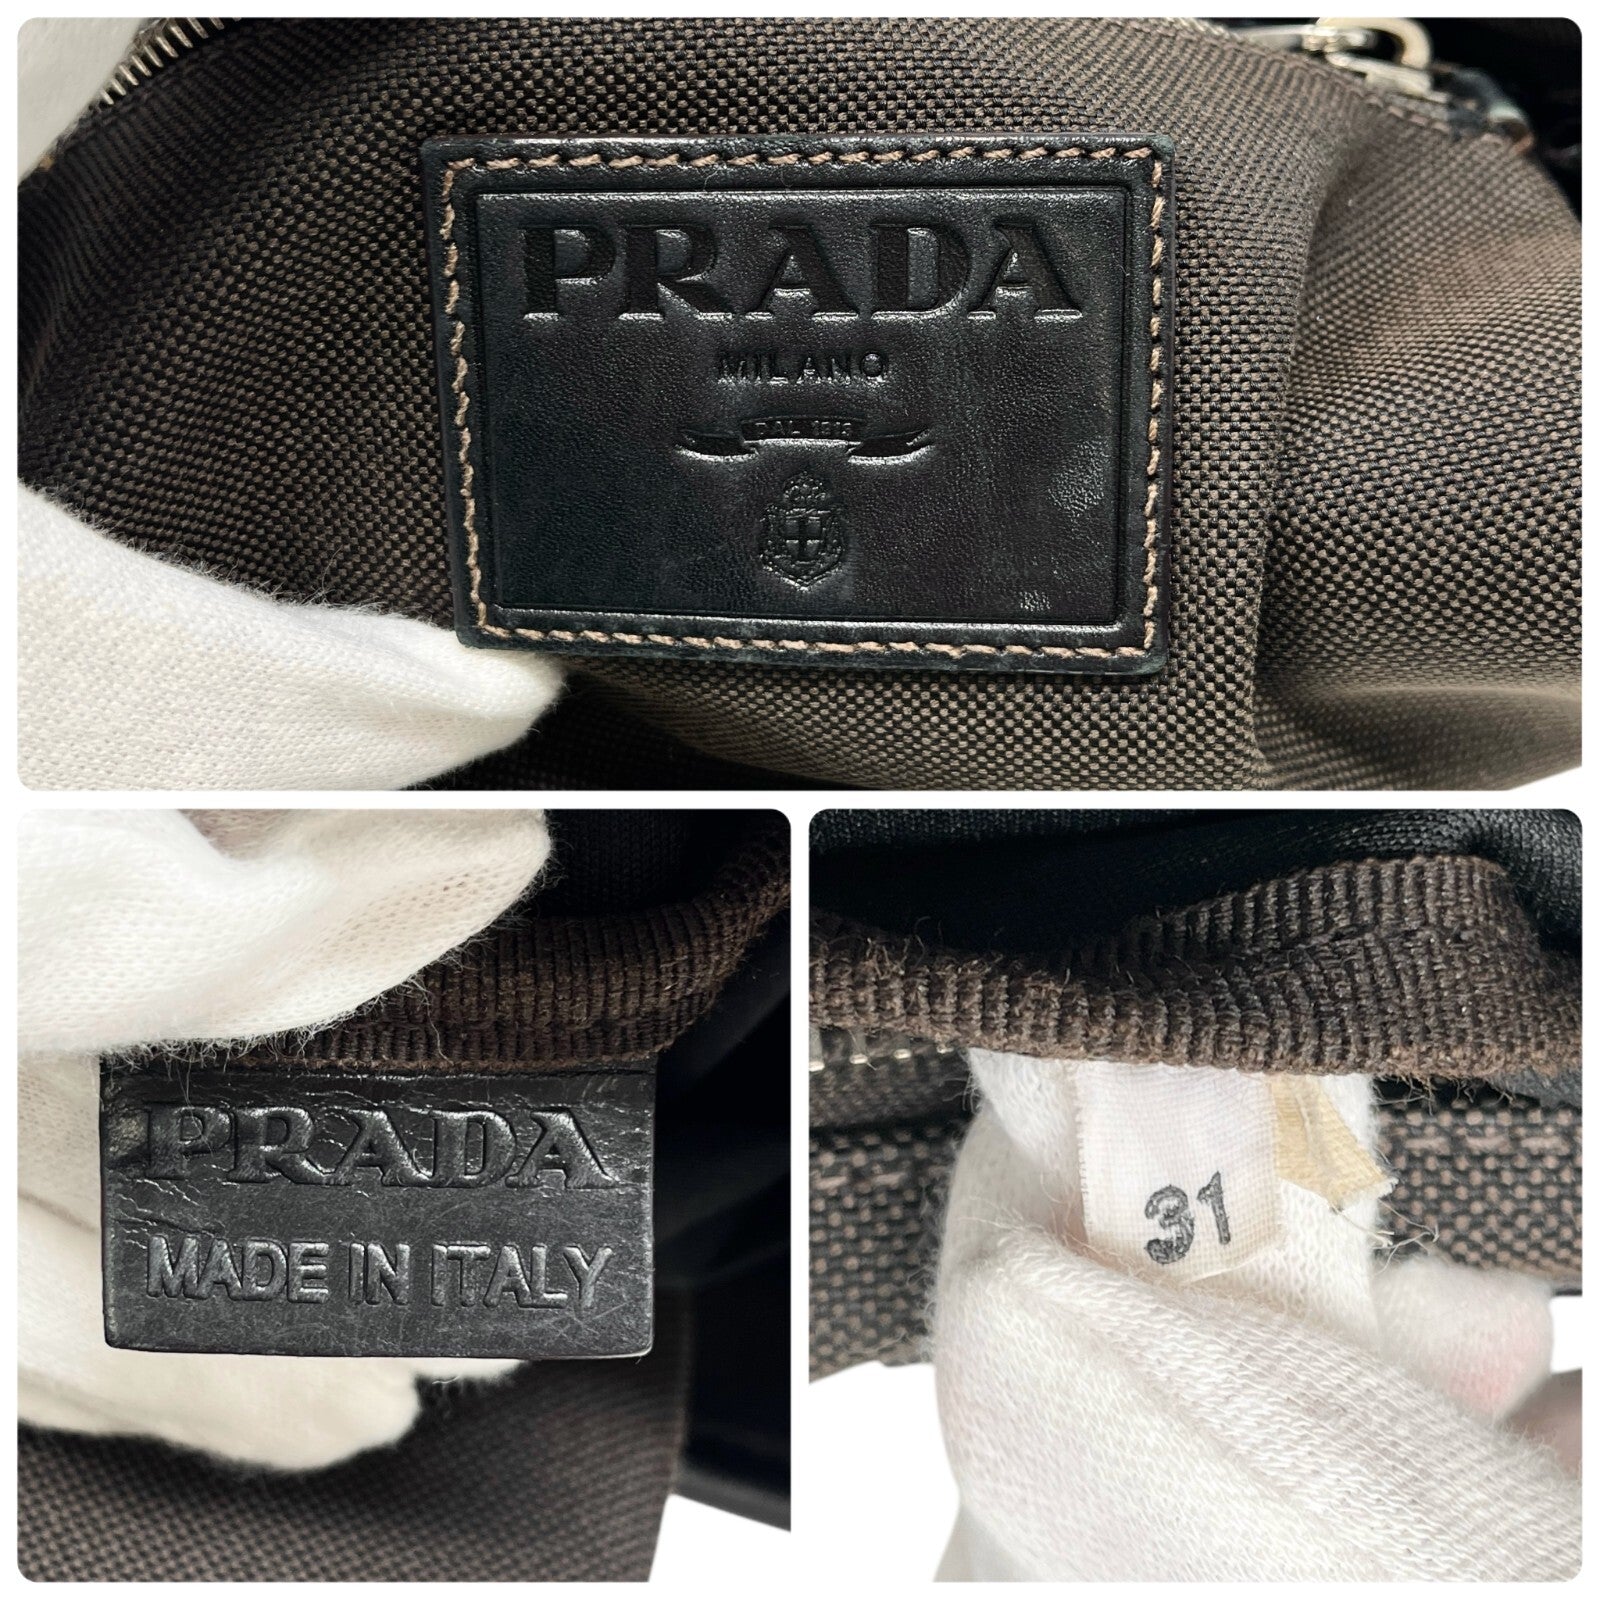 PRADA
MILANO
DAL 1913
PRADA
MADE IN ITALY
31